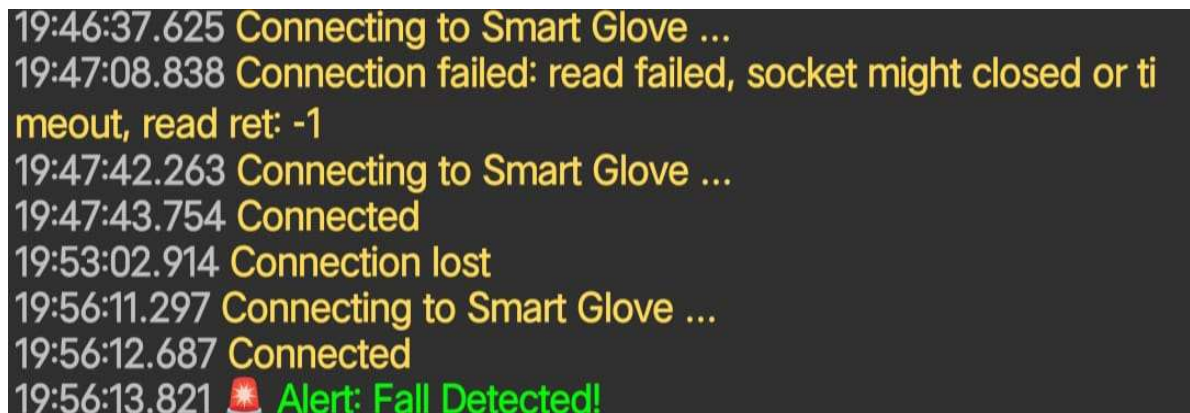 19:46:37.625 Connecting to Smart Glove ...
19:47:08.838 Connection failed: read failed, socket might closed or ti
meout, read ret: -1
19:47:42.263 Connecting to Smart Glove ...
19:47:43.754 Connected
19:53:02.914 Connection lost
19:56:11.297 Connecting to Smart Glove ...
19:56:12.687 Connected
19:56:13.821 🚨 Alert: Fall Detected!